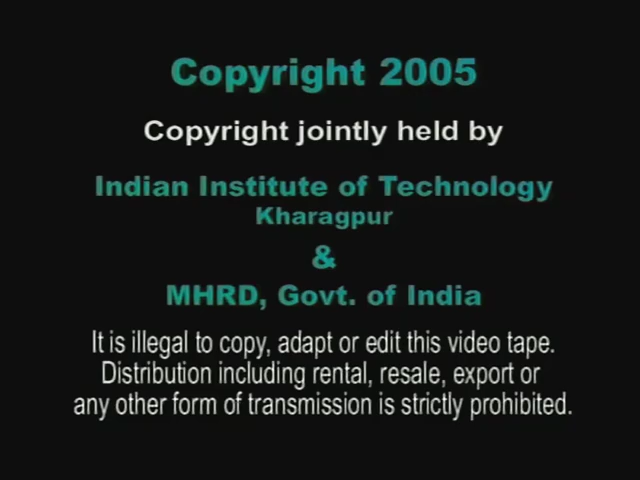 Copyright 2005
Copyright jointly held by
Indian Institute of Technology
Kharagpur
&
MHRD, Govt. of India
It is illegal to copy, adapt or edit this video tape.
Distribution including rental, resale, export or
any other form of transmission is strictly prohibited.